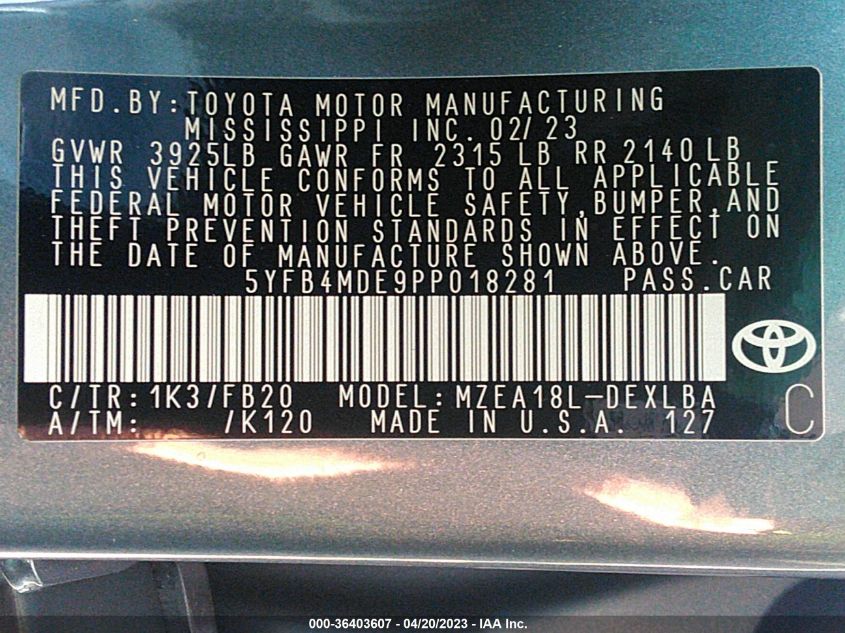 MFD.BY:TOYOTA MOTOR MANUFACTURING
MISSISSIPPI INC. 02/23
GVWR 3925LB GAWR FR 2315 LB RR 2140 LB
THIS VEHICLE CONFORMS TO ALL APPLICABLE
FEDERAL MOTOR VEHICLE SAFETY,BUMPER,AND
THEFT PREVENTION STANDARDS IN EFFECT ON
THE DATE OF MANUFACTURE SHOWN ABOVE.
5YFB4MDE9PP018281 PASS.CAR
C/TR:1K3/FB20 MODEL:MZEA18L-DEXLBA
A/TM: /K120 MADE IN U.S.A. 127
C
000-36403607 - 04/20/2023 - IAA Inc.